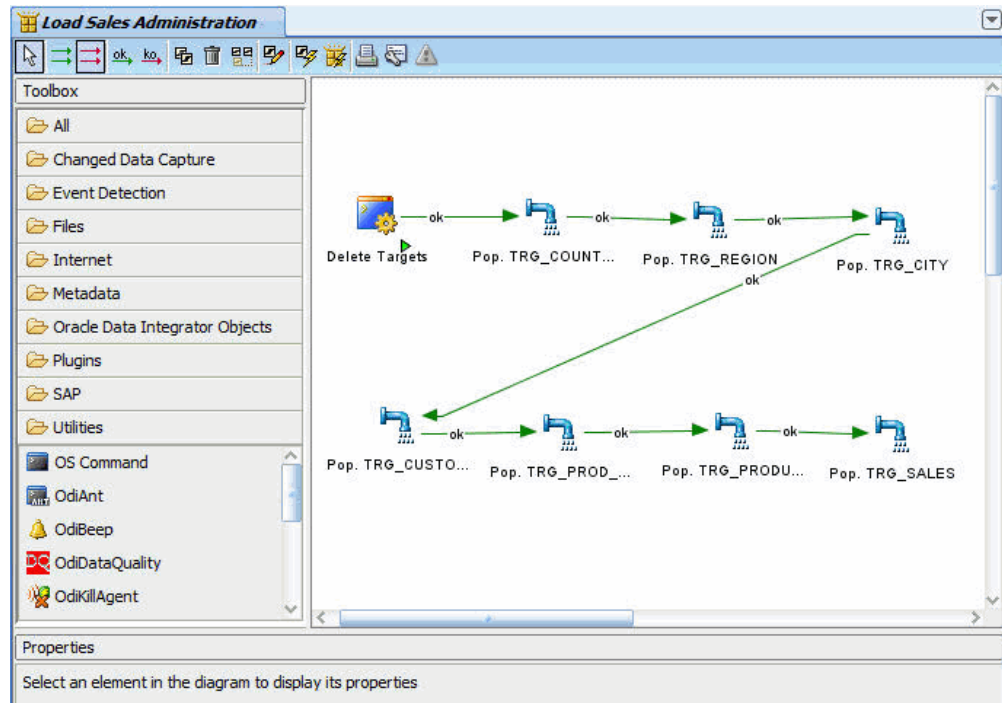 Load Sales Administration
ok ko
Toolbox
All
Changed Data Capture
Event Detection
Files
Internet
Metadata
Oracle Data Integrator Objects
Plugins
SAP
Utilities
OS Command
OdiAnt
OdiBeep
OdiDataQuality
OdiKillAgent
ok ok ok
Delete Targets Pop. TRG_COUNT... Pop. TRG_REGION Pop. TRG_CITY
ok
ok ok ok
Pop. TRG_CUSTO... Pop. TRG_PROD_... Pop. TRG_PRODU... Pop. TRG_SALES
Properties
Select an element in the diagram to display its properties